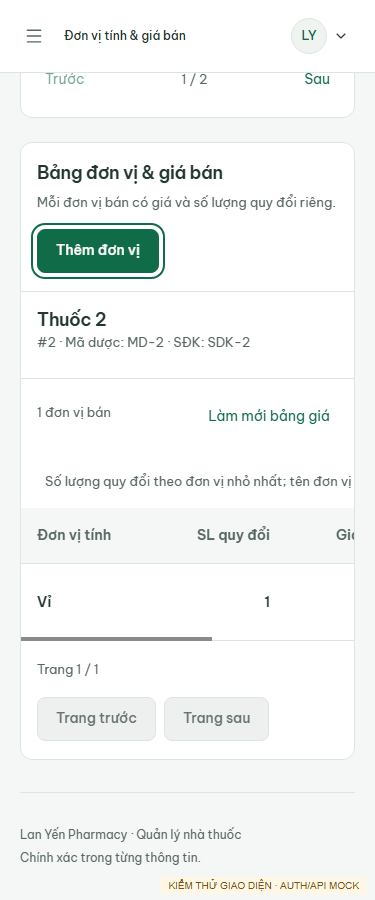 Đơn vị tính & giá bán
LY
Trước
1 / 2
Sau
Bảng đơn vị & giá bán
Mỗi đơn vị bán có giá và số lượng quy đổi riêng.
Thêm đơn vị
Thuốc 2
#2 · Mã dược: MD-2 · SĐK: SDK-2
1 đơn vị bán
Làm mới bảng giá
Số lượng quy đổi theo đơn vị nhỏ nhất; tên đơn vị
Đơn vị tính
SL quy đổi
Vỉ
1
Trang 1 / 1
Trang trước
Trang sau
Lan Yến Pharmacy · Quản lý nhà thuốc
Chính xác trong từng thông tin.
KIỂM THỬ GIAO DIỆN · AUTH/API MOCK